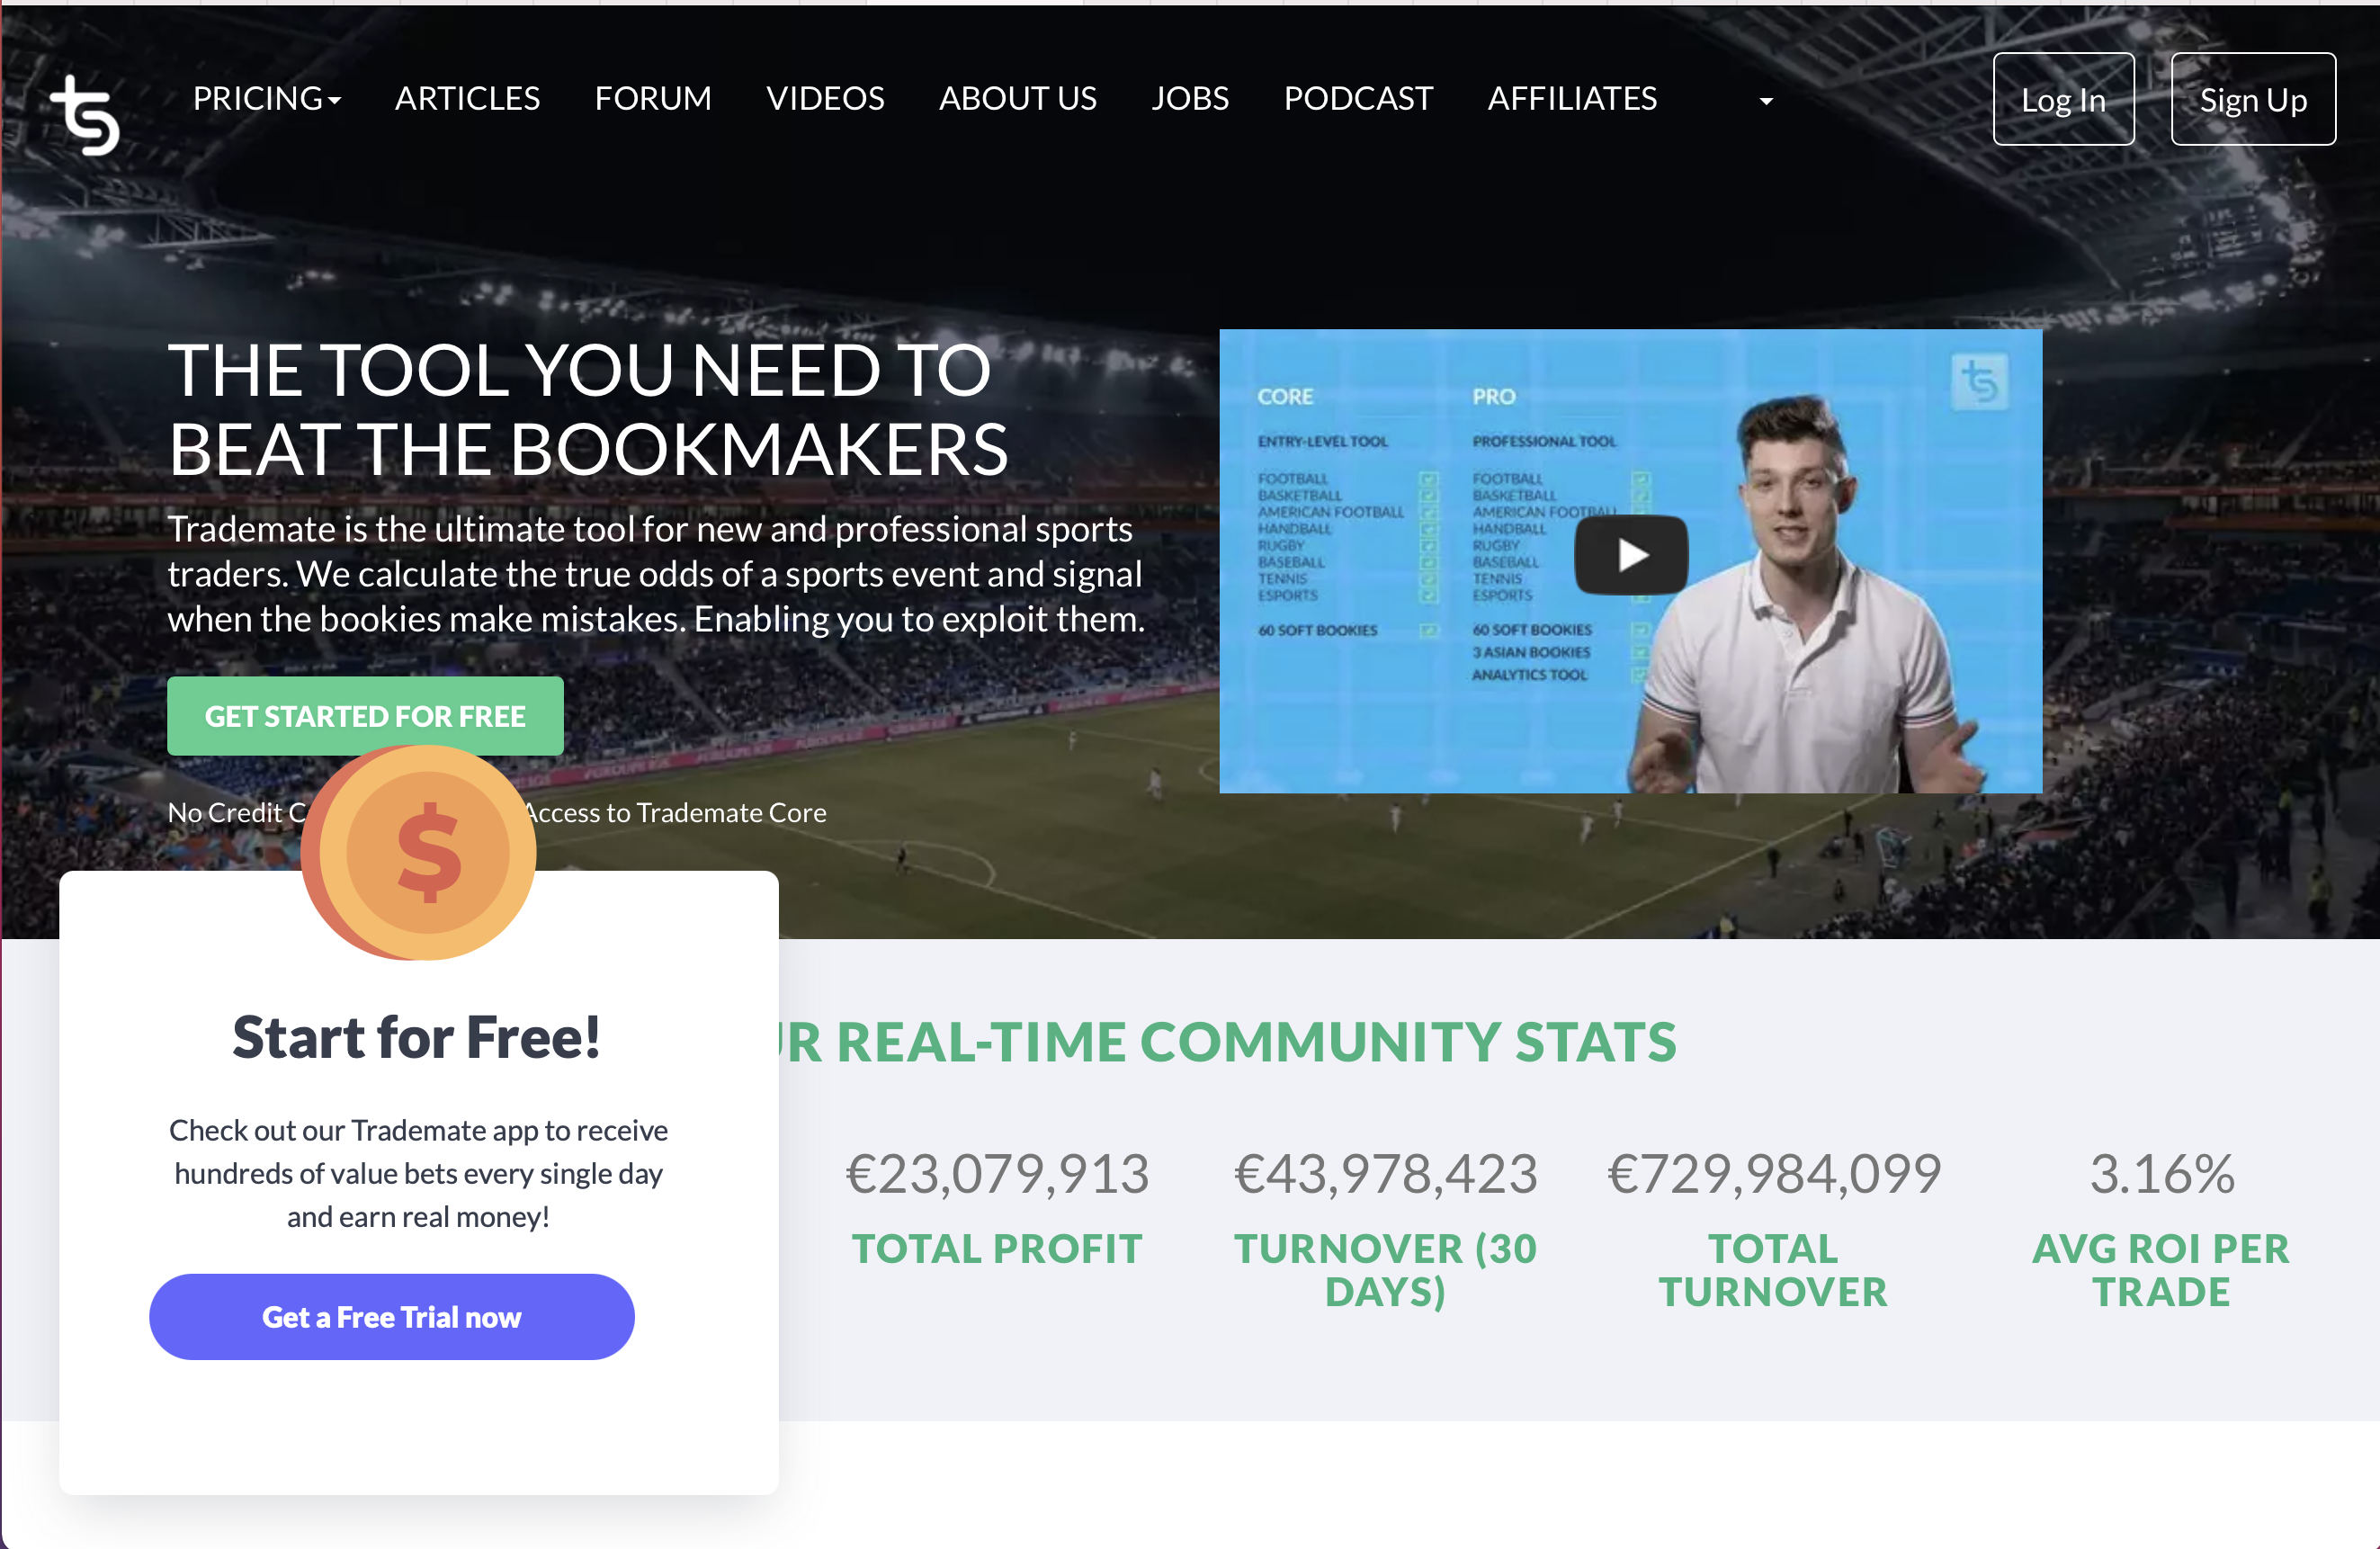 ts
PRICING
ARTICLES
FORUM
VIDEOS
ABOUT US
JOBS
PODCAST
AFFILIATES
Log In
Sign Up
THE TOOL YOU NEED TO
BEAT THE BOOKMAKERS
Trademate is the ultimate tool for new and professional sports
traders. We calculate the true odds of a sports event and signal
when the bookies make mistakes. Enabling you to exploit them.
GET STARTED FOR FREE
No Credit
Access to Trademate Core
CORE
ENTRY-LEVEL TOOL
FOOTBALL
BASKETBALL
AMERICAN FOOTBALL
HANDBALL
RUGBY
BASEBALL
TENNIS
ESPORTS
60 SOFT BOOKIES
PRO
PROFESSIONAL TOOL
FOOTBALL
BASKETBALL
AMERICAN FOOTBALL
HANDBALL
RUGBY
BASEBALL
TENNIS
ESPORTS
60 SOFT BOOKIES
3 ASIAN BOOKIES
ANALYTICS TOOL
ts
$
Start for Free!
Check out our Trademate app to receive
hundreds of value bets every single day
and earn real money!
Get a Free Trial now
REAL-TIME COMMUNITY STATS
€23,079,913
TOTAL PROFIT
€43,978,423
TURNOVER (30
DAYS)
€729,984,099
TOTAL
TURNOVER
3.16%
AVG ROI PER
TRADE